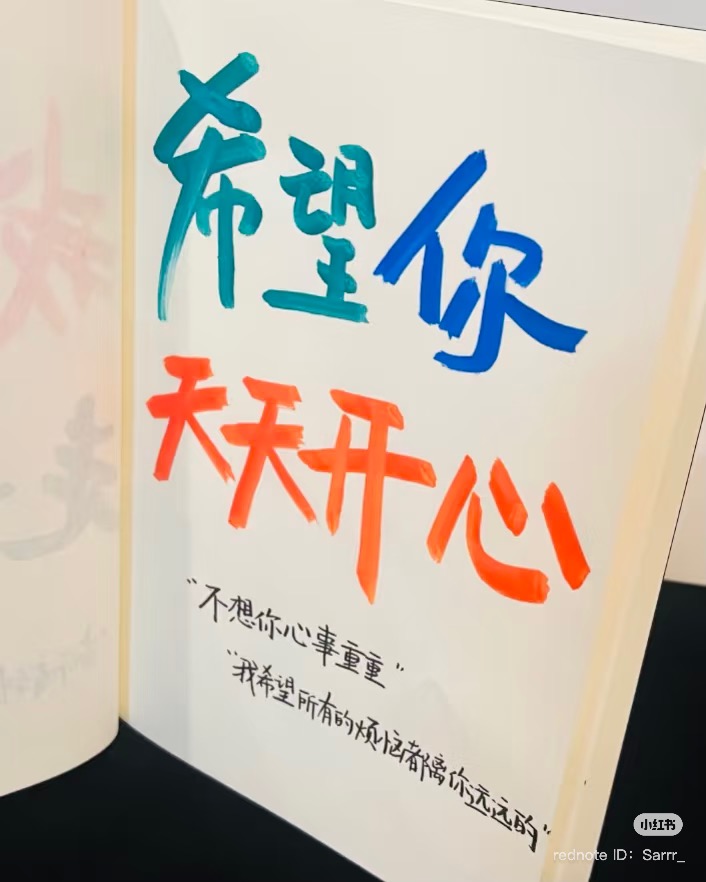 希望你
天天开心
"不想你心事重重"
"我希望所有的烦恼都离你远远的"
小红书
rednote ID: Sarrr_